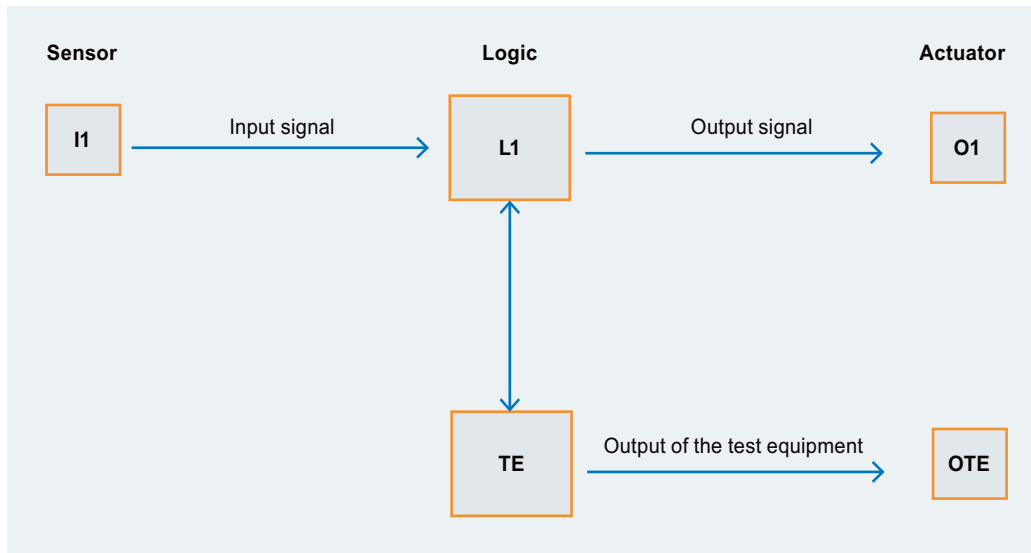 Sensor
Logic
Actuator
I1
Input signal
L1
Output signal
O1
TE
Output of the test equipment
OTE